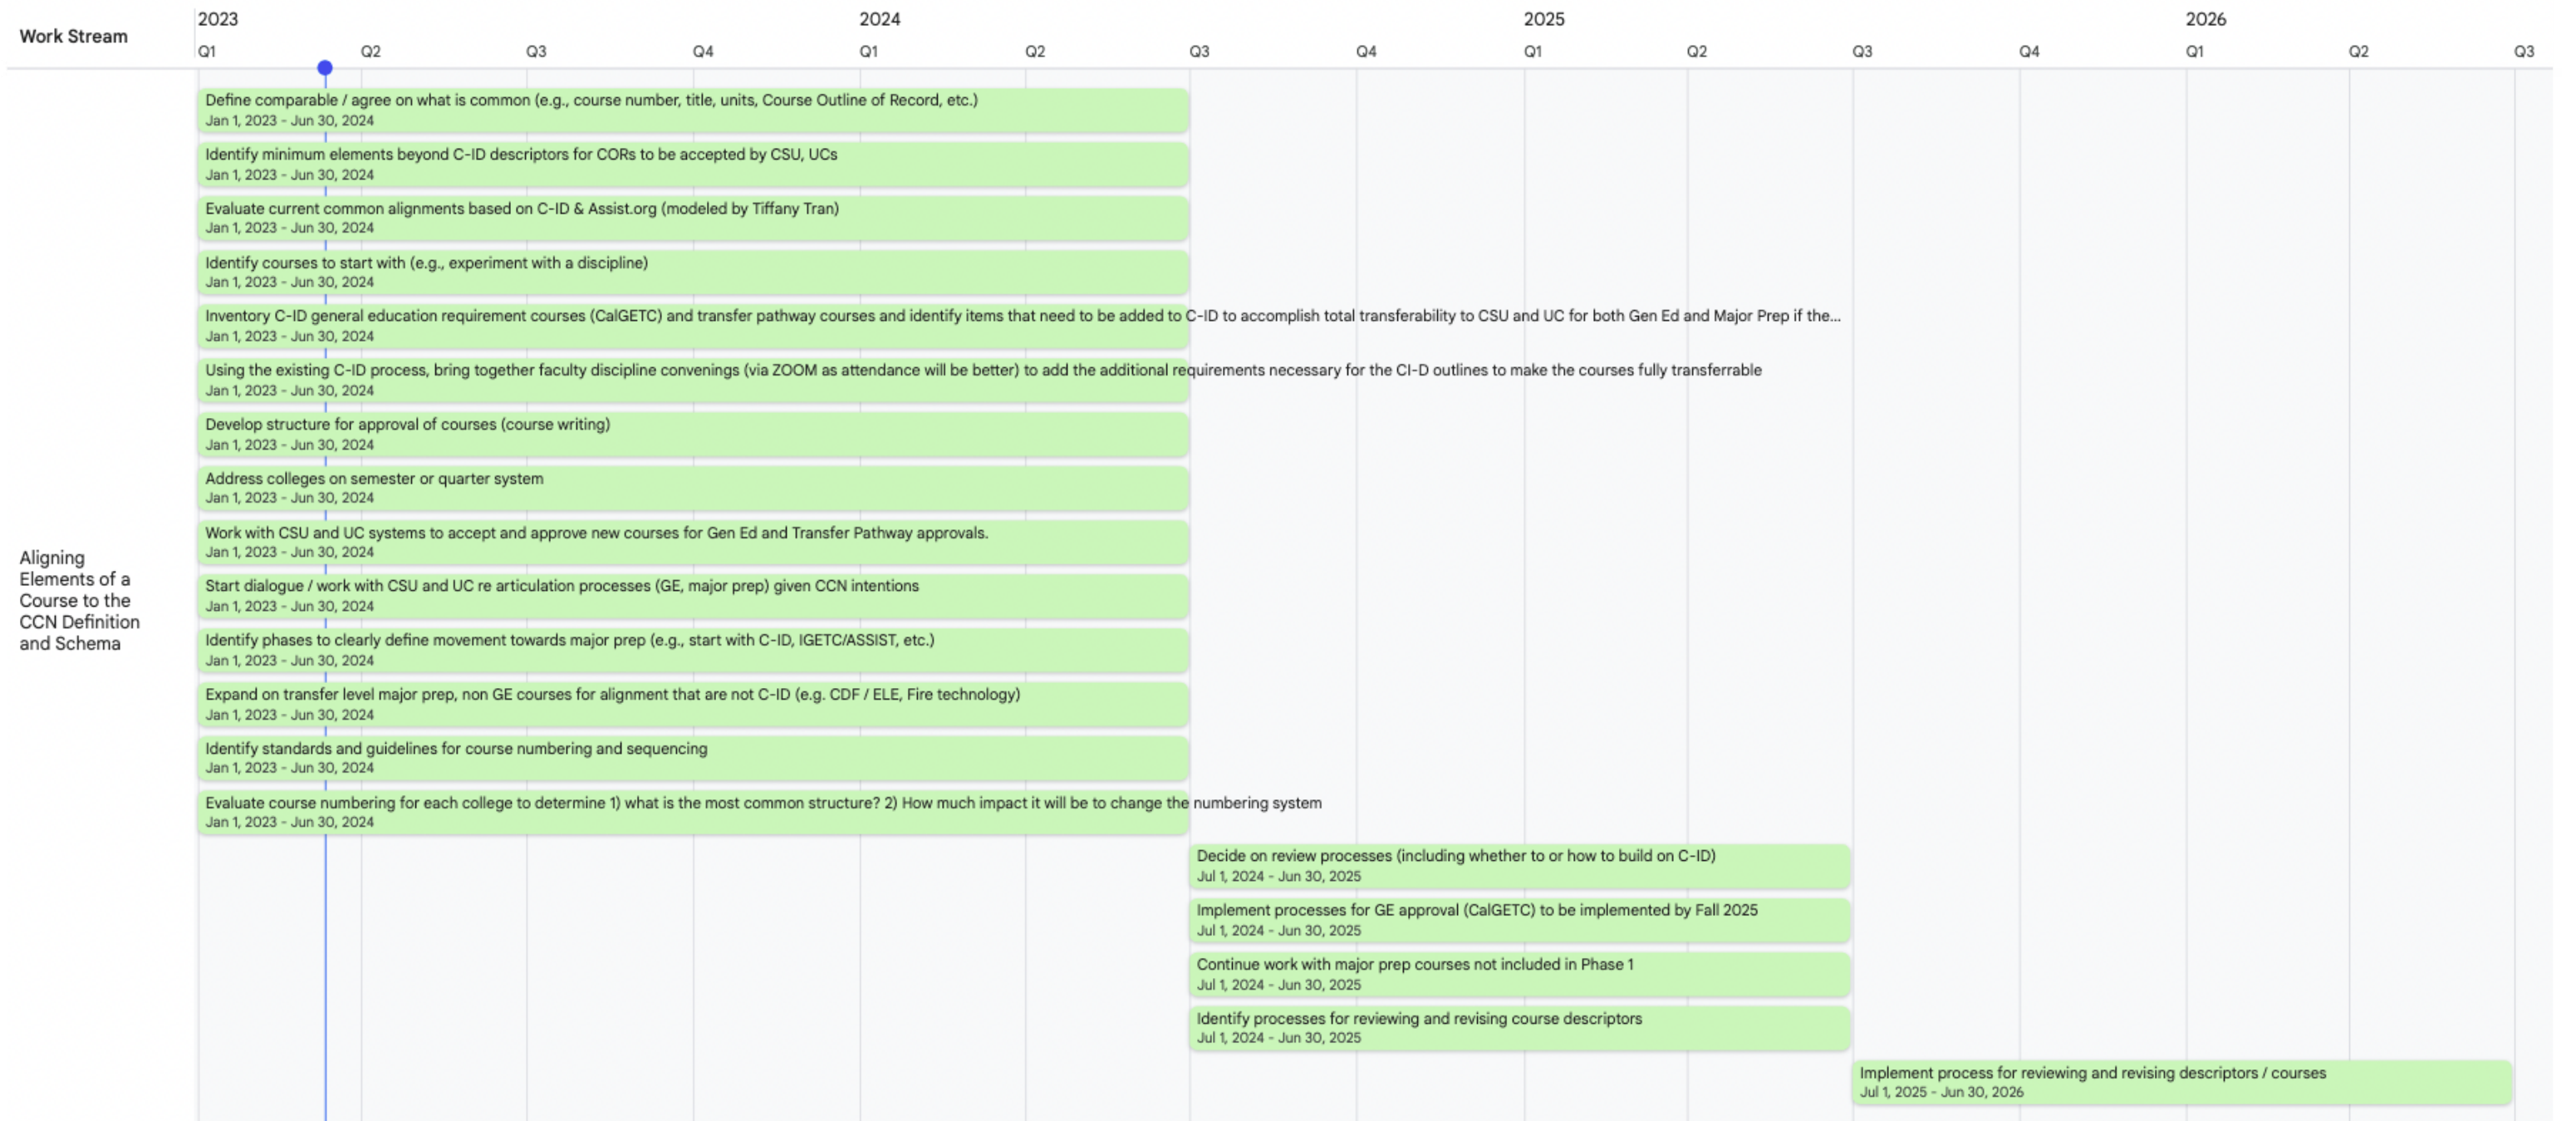 Work Stream
2023 2024 2025 2026
Q1 Q2 Q3 Q4 Q1 Q2 Q3 Q4 Q1 Q2 Q3 Q4 Q1 Q2 Q3
Aligning
Elements of a
Course to the
CCN Definition
and Schema
Define comparable / agree on what is common (e.g., course number, title, units, Course Outline of Record, etc.)
Jan 1, 2023 - Jun 30, 2024
Identify minimum elements beyond C-ID descriptors for CORs to be accepted by CSU, UCs
Jan 1, 2023 - Jun 30, 2024
Evaluate current common alignments based on C-ID & Assist.org (modeled by Tiffany Tran)
Jan 1, 2023 - Jun 30, 2024
Identify courses to start with (e.g., experiment with a discipline)
Jan 1, 2023 - Jun 30, 2024
Inventory C-ID general education requirement courses (CalGETC) and transfer pathway courses and identify items that need to be added to C-ID to accomplish total transferability to CSU and UC for both Gen Ed and Major Prep if the...
Jan 1, 2023 - Jun 30, 2024
Using the existing C-ID process, bring together faculty discipline convenings (via ZOOM as attendance will be better) to add the additional requirements necessary for the CI-D outlines to make the courses fully transferrable
Jan 1, 2023 - Jun 30, 2024
Develop structure for approval of courses (course writing)
Jan 1, 2023 - Jun 30, 2024
Address colleges on semester or quarter system
Jan 1, 2023 - Jun 30, 2024
Work with CSU and UC systems to accept and approve new courses for Gen Ed and Transfer Pathway approvals.
Jan 1, 2023 - Jun 30, 2024
Start dialogue / work with CSU and UC re articulation processes (GE, major prep) given CCN intentions
Jan 1, 2023 - Jun 30, 2024
Identify phases to clearly define movement towards major prep (e.g., start with C-ID, IGETC/ASSIST, etc.)
Jan 1, 2023 - Jun 30, 2024
Expand on transfer level major prep, non GE courses for alignment that are not C-ID (e.g. CDF / ELE, Fire technology)
Jan 1, 2023 - Jun 30, 2024
Identify standards and guidelines for course numbering and sequencing
Jan 1, 2023 - Jun 30, 2024
Evaluate course numbering for each college to determine 1) what is the most common structure? 2) How much impact it will be to change the numbering system
Jan 1, 2023 - Jun 30, 2024
Decide on review processes (including whether to or how to build on C-ID)
Jul 1, 2024 - Jun 30, 2025
Implement processes for GE approval (CalGETC) to be implemented by Fall 2025
Jul 1, 2024 - Jun 30, 2025
Continue work with major prep courses not included in Phase 1
Jul 1, 2024 - Jun 30, 2025
Identify processes for reviewing and revising course descriptors
Jul 1, 2024 - Jun 30, 2025
Implement process for reviewing and revising descriptors / courses
Jul 1, 2025 - Jun 30, 2026